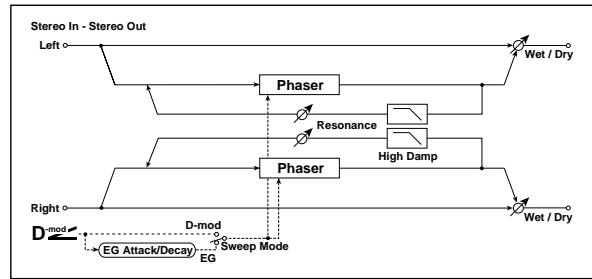 Stereo In - Stereo Out
Left
Wet / Dry
Phaser
Resonance
High Damp
Phaser
Right
Wet / Dry
D-mod
D-mod
Sweep Mode
EG Attack/Decay
EG